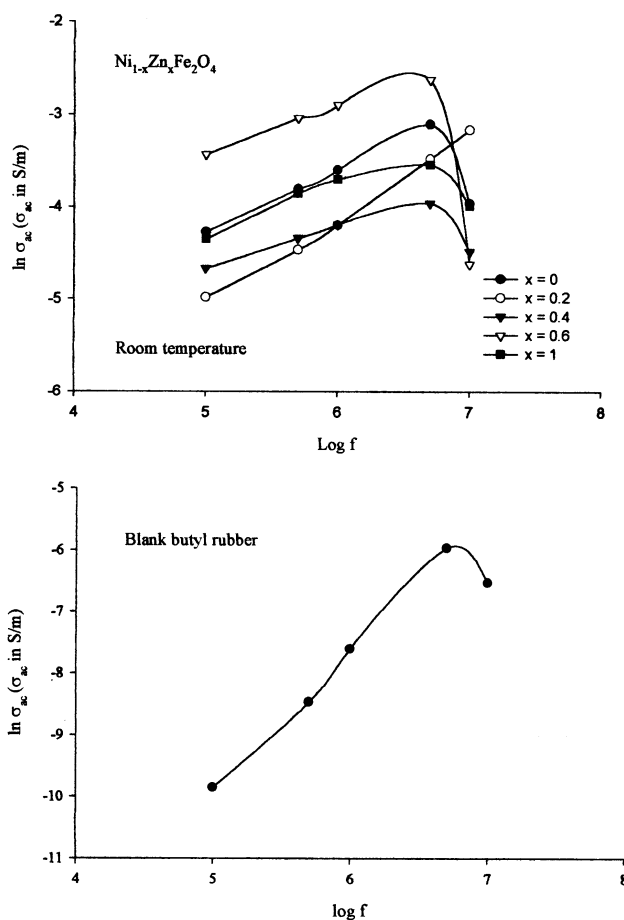 -1
Ni1-xZnxFe2O4
-2
-3
-4
-5
-6
ln σac (σac in S/m)
x = 0
x = 0.2
x = 0.4
x = 0.6
x = 1
Room temperature
4 5 6 7 8
Log f
-5
Blank butyl rubber
-6
-7
-8
-9
-10
-11
ln σac (σac in S/m)
4 5 6 7 8
log f